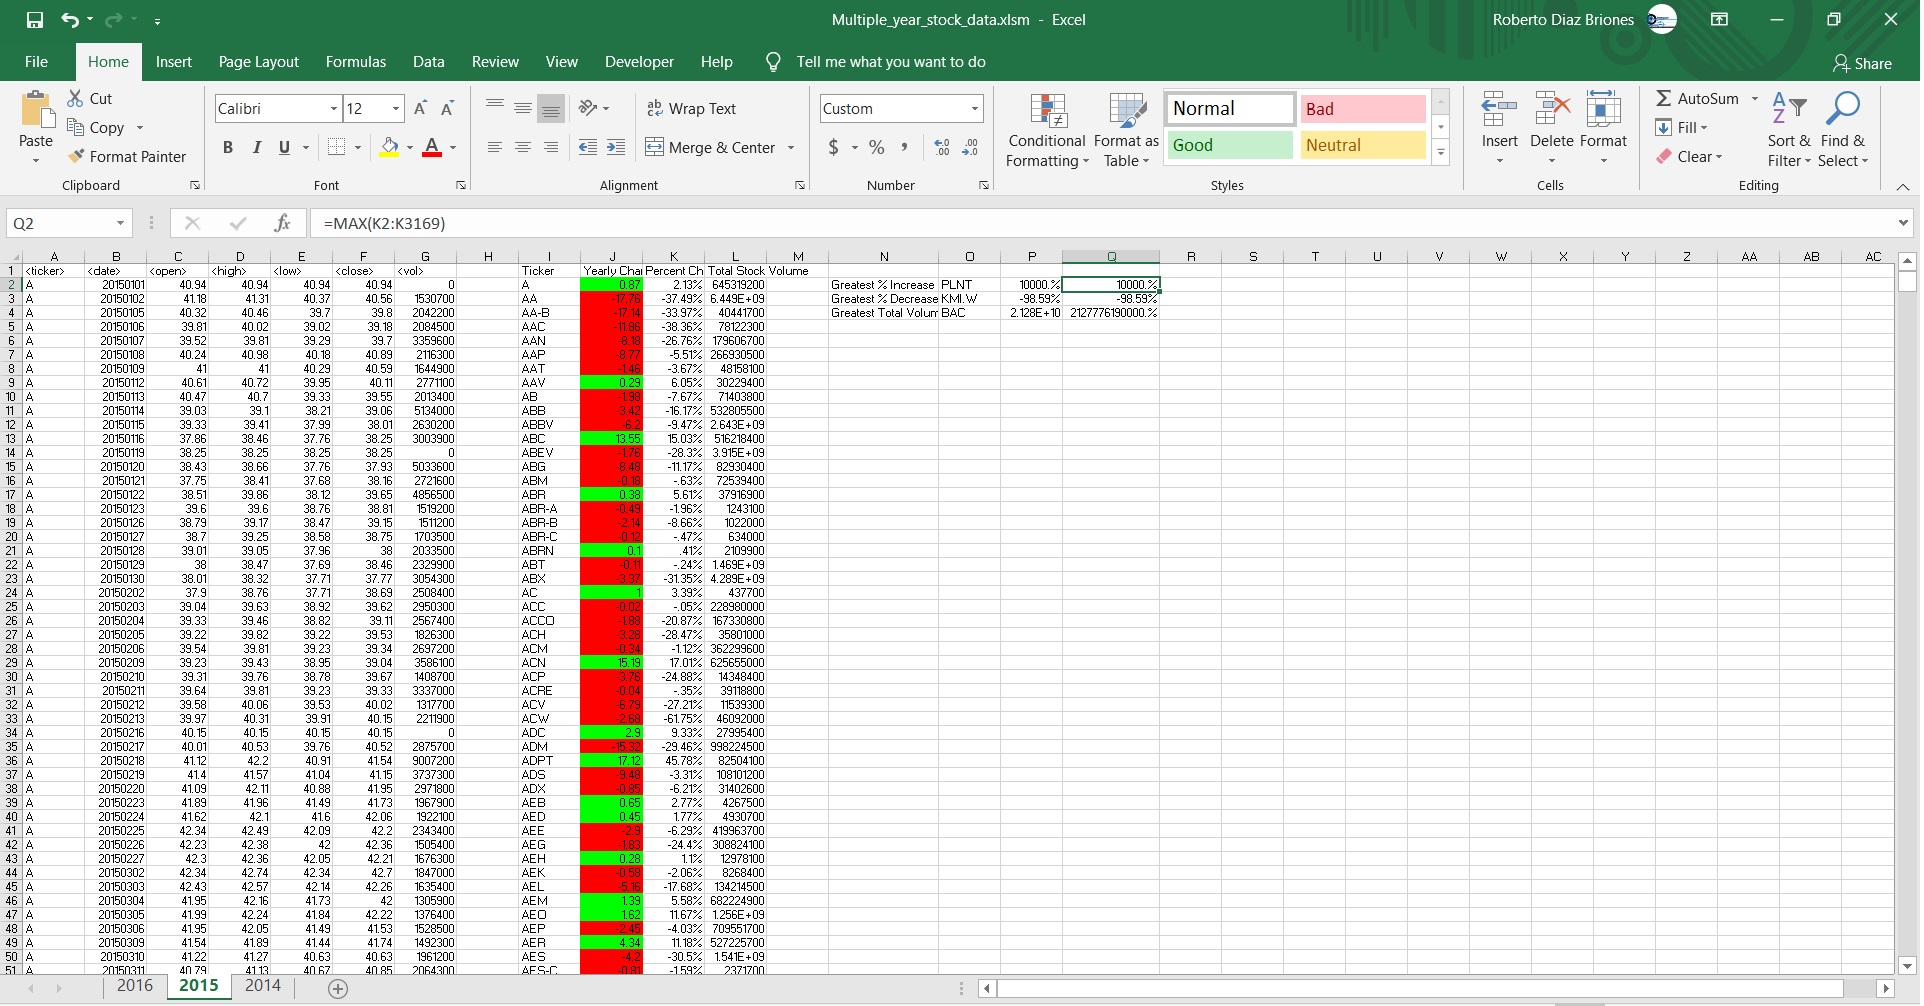 Multiple_year_stock_data.xlsm - Excel
Roberto Diaz Briones
File Home Insert Page Layout Formulas Data Review View Developer Help Tell me what you want to do
Share
Paste Cut Copy Format Painter
Calibri 12
B I U
Wrap Text
Merge & Center
Custom
$ % ,
Conditional Formatting
Format as Table
Normal Bad
Good Neutral
Insert Delete Format
AutoSum
Fill
Clear
Sort & Filter
Find & Select
Clipboard Font Alignment Number Styles Cells Editing
Q2 fx =MAX(K2:K3169)
A B C D E F G H I J K L M N O P Q R S T U V W X Y Z AA AB AC
1 <ticker> <date> <open> <high> <low> <close> <vol> Ticker Yearly Chai Percent Ch Total Stock Volume
2 A 20150101 40.94 40.94 40.94 40.94 0 A 0.87 2.13% 645319200 Greatest % Increase PLNT 10000.% 10000.%
3 A 20150102 41.18 41.31 40.37 40.56 1530700 AA -17.76 -37.49% 6.449E+09 Greatest % Decrease KMI.W -98.59% -98.59%
4 A 20150105 40.32 40.46 39.7 39.8 2042200 AA-B -17.14 -33.97% 40441700 Greatest Total Volum BAC 2.128E+10 2127776190000.%
5 A 20150106 39.81 40.02 39.02 39.18 2084500 AAC -11.86 -38.36% 78122300
6 A 20150107 39.52 39.81 39.29 39.7 3359600 AAN -8.18 -26.76% 179606700
7 A 20150108 40.24 40.98 40.18 40.89 2116300 AAP -8.77 -5.51% 266930500
8 A 20150109 41 41 40.29 40.59 1644900 AAT -1.46 -3.67% 48158100
9 A 20150112 40.61 40.72 39.95 40.11 2771100 AAV 0.29 6.05% 30229400
10 A 20150113 40.47 40.7 39.33 39.55 2013400 AB -1.98 -7.67% 71403800
11 A 20150114 39.03 39.1 38.21 39.06 5134000 ABB -3.42 -16.17% 532805500
12 A 20150115 39.33 39.41 37.99 38.01 2630200 ABBV -6.2 -9.47% 2.643E+09
13 A 20150116 37.86 38.46 37.76 38.25 3003900 ABC 13.55 15.03% 516218400
14 A 20150119 38.25 38.25 38.25 38.25 0 ABEV -1.76 -28.3% 3.915E+09
15 A 20150120 38.43 38.66 37.76 37.93 5033600 ABG -8.48 -11.17% 82930400
16 A 20150121 37.75 38.41 37.68 38.16 2721600 ABM -0.18 -.63% 72539400
17 A 20150122 38.51 39.86 38.12 39.65 4856500 ABR 0.38 5.61% 37916900
18 A 20150123 39.6 39.6 38.76 38.81 1519200 ABR-A -0.49 -1.96% 1243100
19 A 20150126 38.79 39.17 38.47 39.15 1511200 ABR-B -2.14 -8.66% 1022000
20 A 20150127 38.7 39.25 38.58 38.75 1703500 ABR-C -0.12 -.47% 634000
21 A 20150128 39.01 39.05 37.96 38 2033500 ABRN 0.1 .41% 2109900
22 A 20150129 38 38.47 37.69 38.46 2329900 ABT -0.11 -.24% 1.469E+09
23 A 20150130 38.01 38.32 37.71 37.77 3054300 ABX -3.37 -31.35% 4.289E+09
24 A 20150202 37.9 38.76 37.71 38.69 2508400 AC 1 3.39% 437700
25 A 20150203 39.04 39.63 38.92 39.62 2950300 ACC -0.02 -.05% 228980000
26 A 20150204 39.33 39.46 38.82 39.11 2567400 ACCO -1.88 -20.87% 167330800
27 A 20150205 39.22 39.82 39.22 39.53 1826300 ACH -3.28 -28.47% 35801000
28 A 20150206 39.54 39.81 39.23 39.34 2697200 ACM -0.34 -1.12% 362299600
29 A 20150209 39.23 39.43 38.95 39.04 3586100 ACN 15.19 17.01% 625655000
30 A 20150210 39.31 39.76 38.78 39.67 1408700 ACP -3.76 -24.88% 14348400
31 A 20150211 39.64 39.81 39.23 39.33 3337000 ACRE -0.04 -.35% 39118800
32 A 20150212 39.58 40.06 39.53 40.02 1317700 ACV -6.79 -27.21% 11539300
33 A 20150213 39.97 40.31 39.91 40.15 2211900 ACW -2.68 -61.75% 46092000
34 A 20150216 40.15 40.15 40.15 40.15 0 ADC 2.9 9.33% 27995400
35 A 20150217 40.01 40.53 39.76 40.52 2875700 ADM -15.32 -29.46% 998224500
36 A 20150218 41.12 42.2 40.91 41.54 9007200 ADPT 17.12 45.78% 82504100
37 A 20150219 41.4 41.57 41.04 41.15 3737300 ADS -9.48 -3.31% 108101200
38 A 20150220 41.09 42.11 40.88 41.95 2971800 ADX -0.85 -6.21% 31402600
39 A 20150223 41.89 41.96 41.49 41.73 1967900 AEB 0.65 2.77% 4267500
40 A 20150224 41.62 42.1 41.6 42.06 1922100 AED 0.45 1.77% 4930700
41 A 20150225 42.34 42.49 42.09 42.2 2343400 AEE -2.9 -6.29% 419963700
42 A 20150226 42.23 42.38 42 42.36 1505400 AEG -1.83 -24.4% 308824100
43 A 20150227 42.3 42.36 42.05 42.21 1676300 AEH 0.28 1.1% 12978100
44 A 20150302 42.34 42.74 42.34 42.7 1847000 AEK -0.58 -2.06% 8268400
45 A 20150303 42.43 42.57 42.14 42.26 1635400 AEL -5.16 -17.68% 134214500
46 A 20150304 41.95 42.16 41.73 42 1305900 AEM 1.39 5.58% 682224900
47 A 20150305 41.99 42.24 41.84 42.22 1376400 AEO 1.62 11.67% 1.256E+09
48 A 20150306 41.95 42.05 41.49 41.53 1528500 AEP -2.45 -4.03% 709551700
49 A 20150309 41.54 41.89 41.44 41.74 1492300 AER 4.34 11.18% 527225700
50 A 20150310 41.22 41.27 40.63 40.63 1961200 AES -4.2 -30.5% 1.541E+09
51 A 20150311 40.79 41.13 40.67 40.85 2064300 AES-C -0.81 -1.59% 2371700
2016 2015 2014